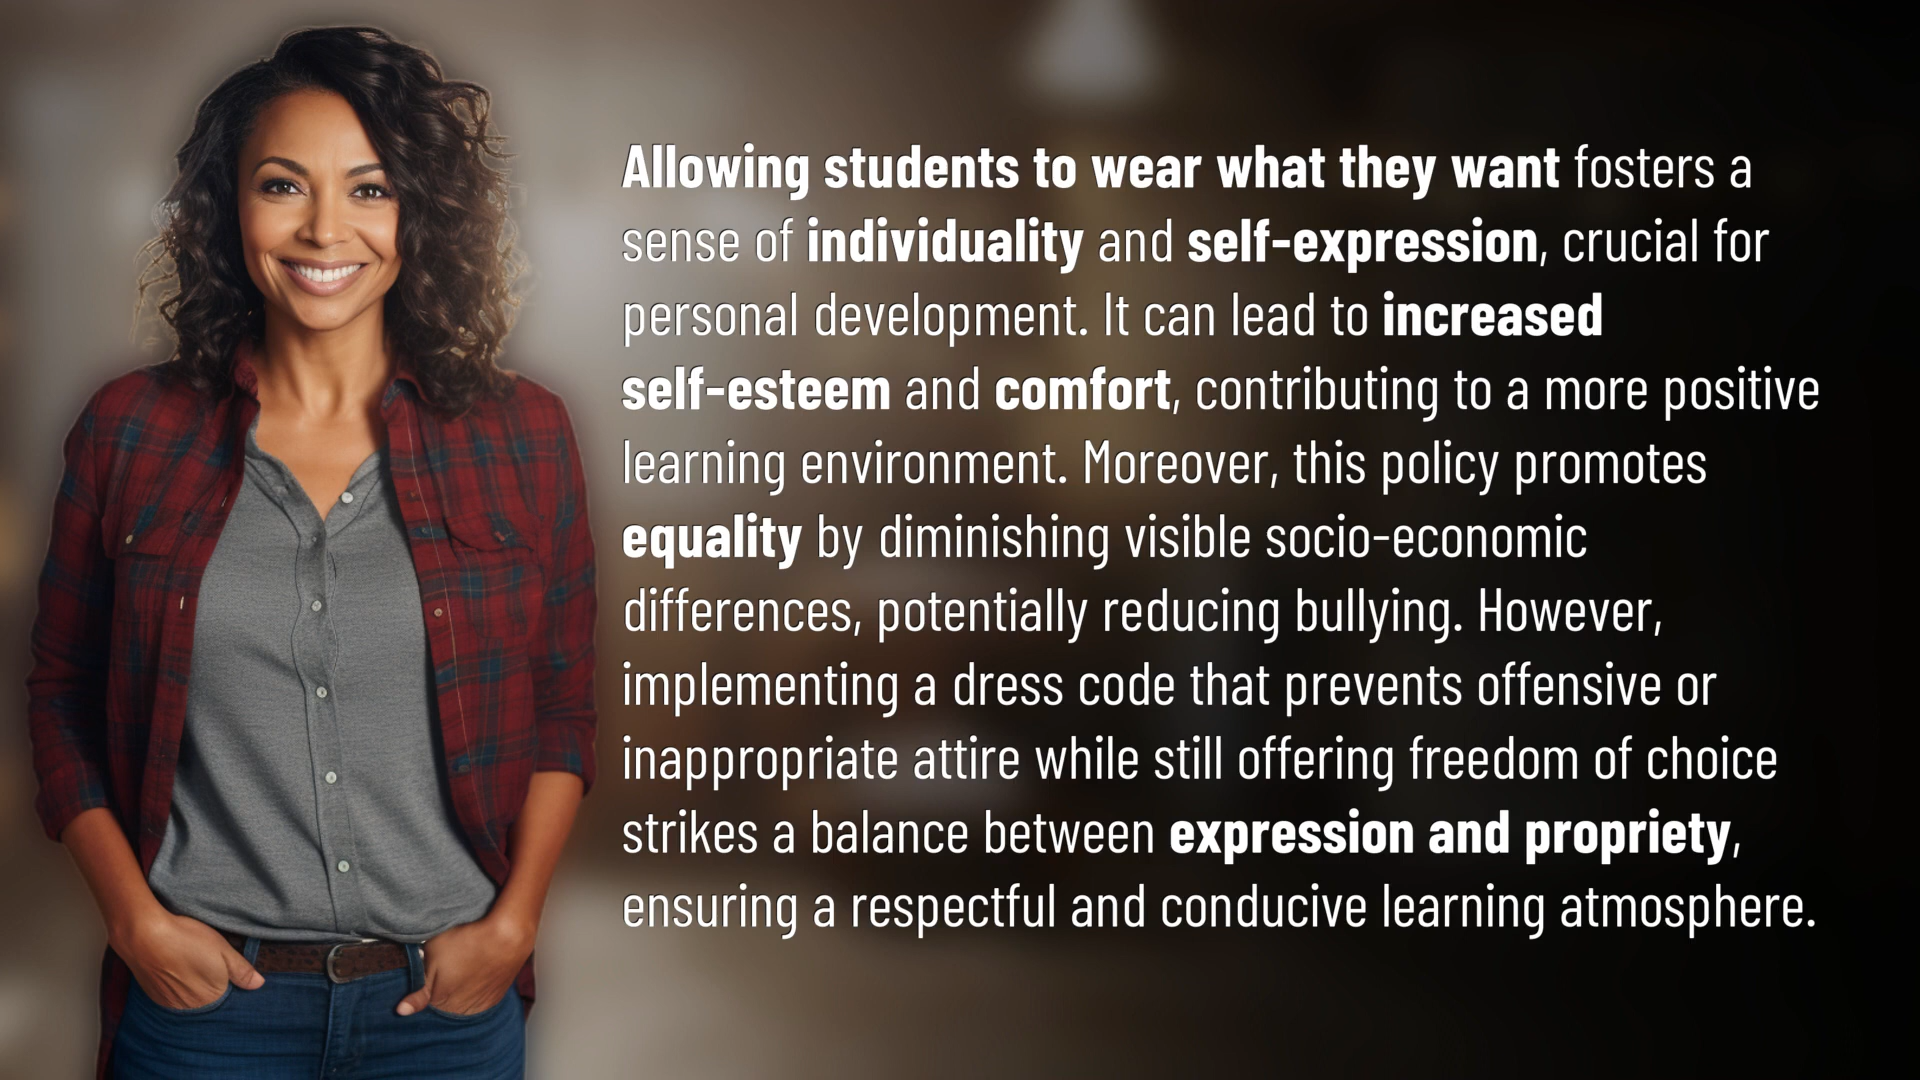 Allowing students to wear what they want fosters a
sense of individuality and self-expression, crucial for
personal development. It can lead to increased
self-esteem and comfort, contributing to a more positive
learning environment. Moreover, this policy promotes
equality by diminishing visible socio-economic
differences, potentially reducing bullying. However,
implementing a dress code that prevents offensive or
inappropriate attire while still offering freedom of choice
strikes a balance between expression and propriety,
ensuring a respectful and conducive learning atmosphere.